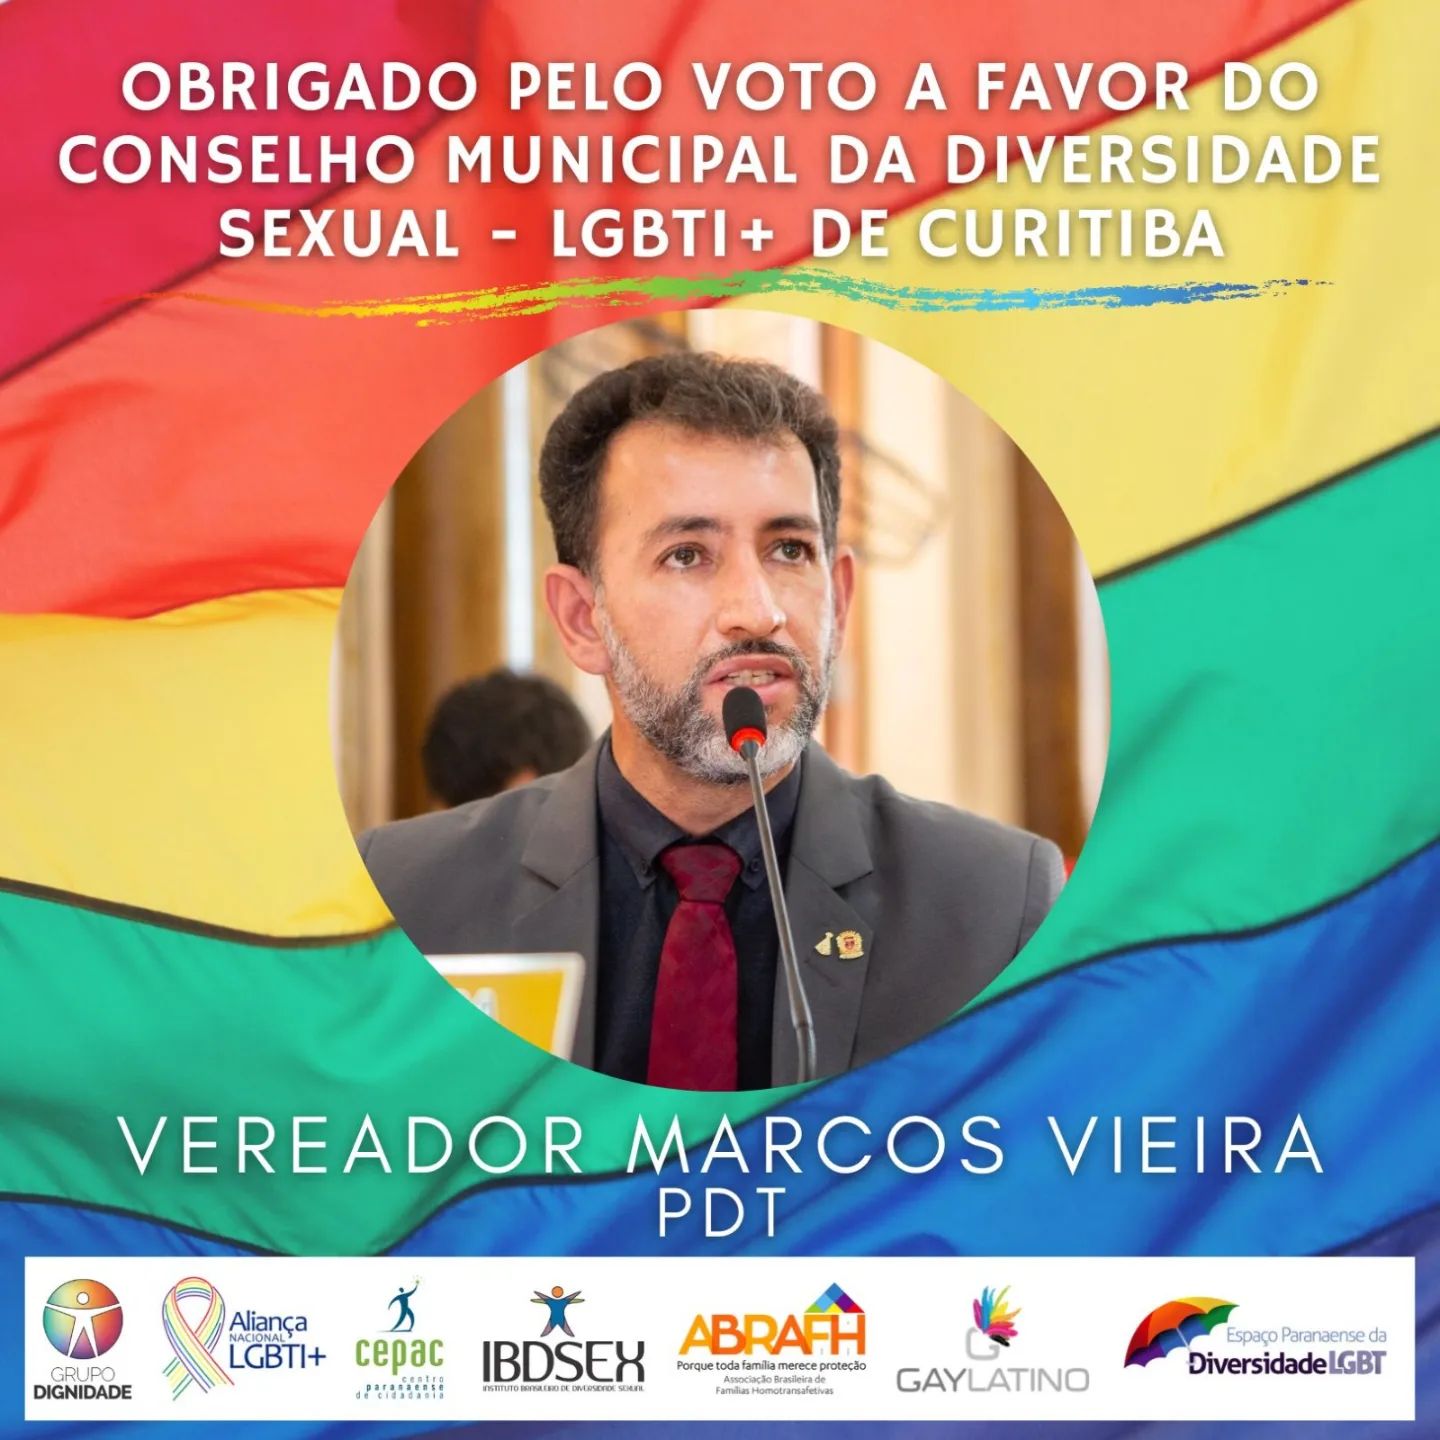 OBRIGADO PELO VOTO A FAVOR DO
CONSELHO MUNICIPAL DA DIVERSIDADE
SEXUAL - LGBTI+ DE CURITIBA
VEREADOR MARCOS VIEIRA
PDT
GRUPO
DIGNIDADE
Aliança
NACIONAL
LGBTI+
cepac
centro
paranaense
de cidadania
IBDSEX
INSTITUTO BRASILEIRO DE DIVERSIDADE SEXUAL
ABRAFH
Porque toda família merece proteção
Associação Brasileira de
Famílias Homotransafetivas
G
GAYLATINO
Espaço Paranaense da
DiversidadeLGBT